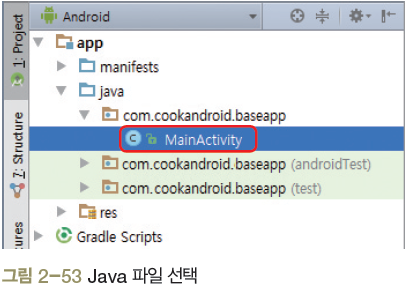 Android
1: Project
app
manifests
java
com.cookandroid.baseapp
C MainActivity
com.cookandroid.baseapp (androidTest)
7: Structure
com.cookandroid.baseapp (test)
res
Gradle Scripts
ures
그림 2-53 Java 파일 선택